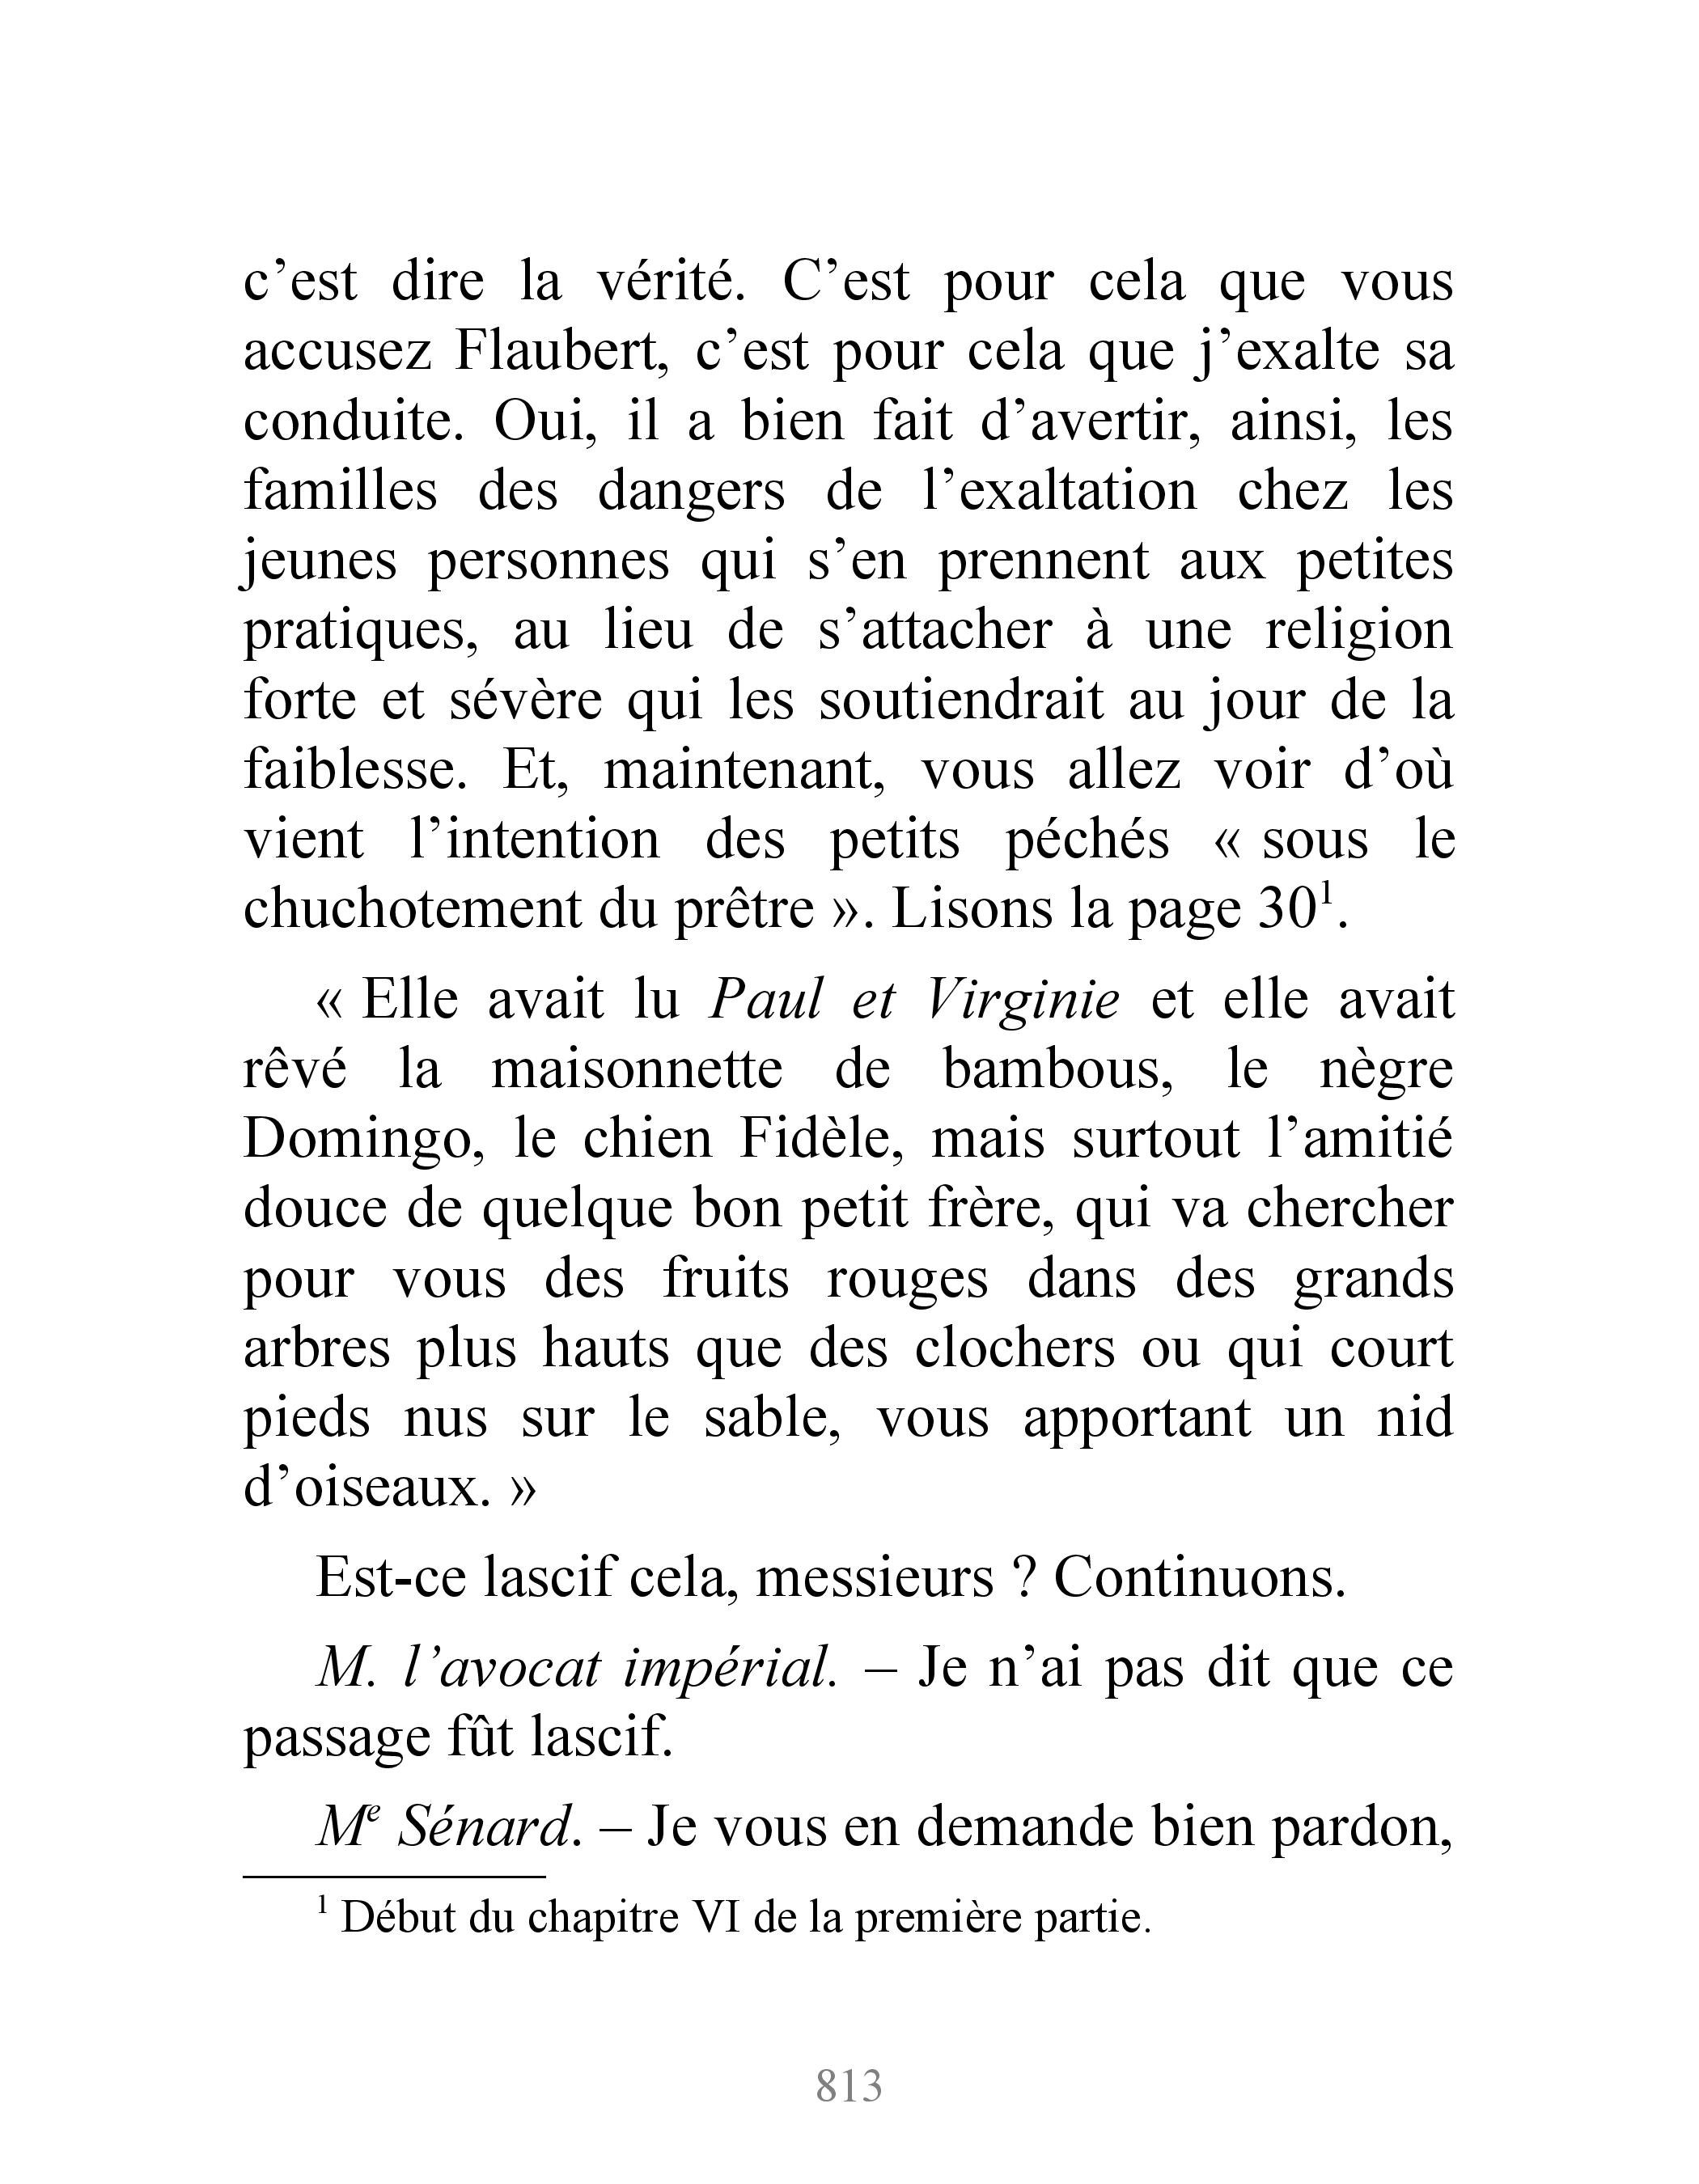 c’est dire la vérité. C’est pour cela que vous
accusez Flaubert, c’est pour cela que j’exalte sa
conduite. Oui, il a bien fait d’avertir, ainsi, les
familles des dangers de l’exaltation chez les
jeunes personnes qui s’en prennent aux petites
pratiques, au lieu de s’attacher à une religion
forte et sévère qui les soutiendrait au jour de la
faiblesse. Et, maintenant, vous allez voir d’où
vient l’intention des petits péchés « sous le
chuchotement du prêtre ». Lisons la page 30¹.
« Elle avait lu Paul et Virginie et elle avait
rêvé la maisonnette de bambous, le nègre
Domingo, le chien Fidèle, mais surtout l’amitié
douce de quelque bon petit frère, qui va chercher
pour vous des fruits rouges dans des grands
arbres plus hauts que des clochers ou qui court
pieds nus sur le sable, vous apportant un nid
d’oiseaux. »
Est-ce lascif cela, messieurs ? Continuons.
M. l’avocat impérial. – Je n’ai pas dit que ce
passage fût lascif.
Mᵉ Sénard. – Je vous en demande bien pardon,
¹ Début du chapitre VI de la première partie.
813